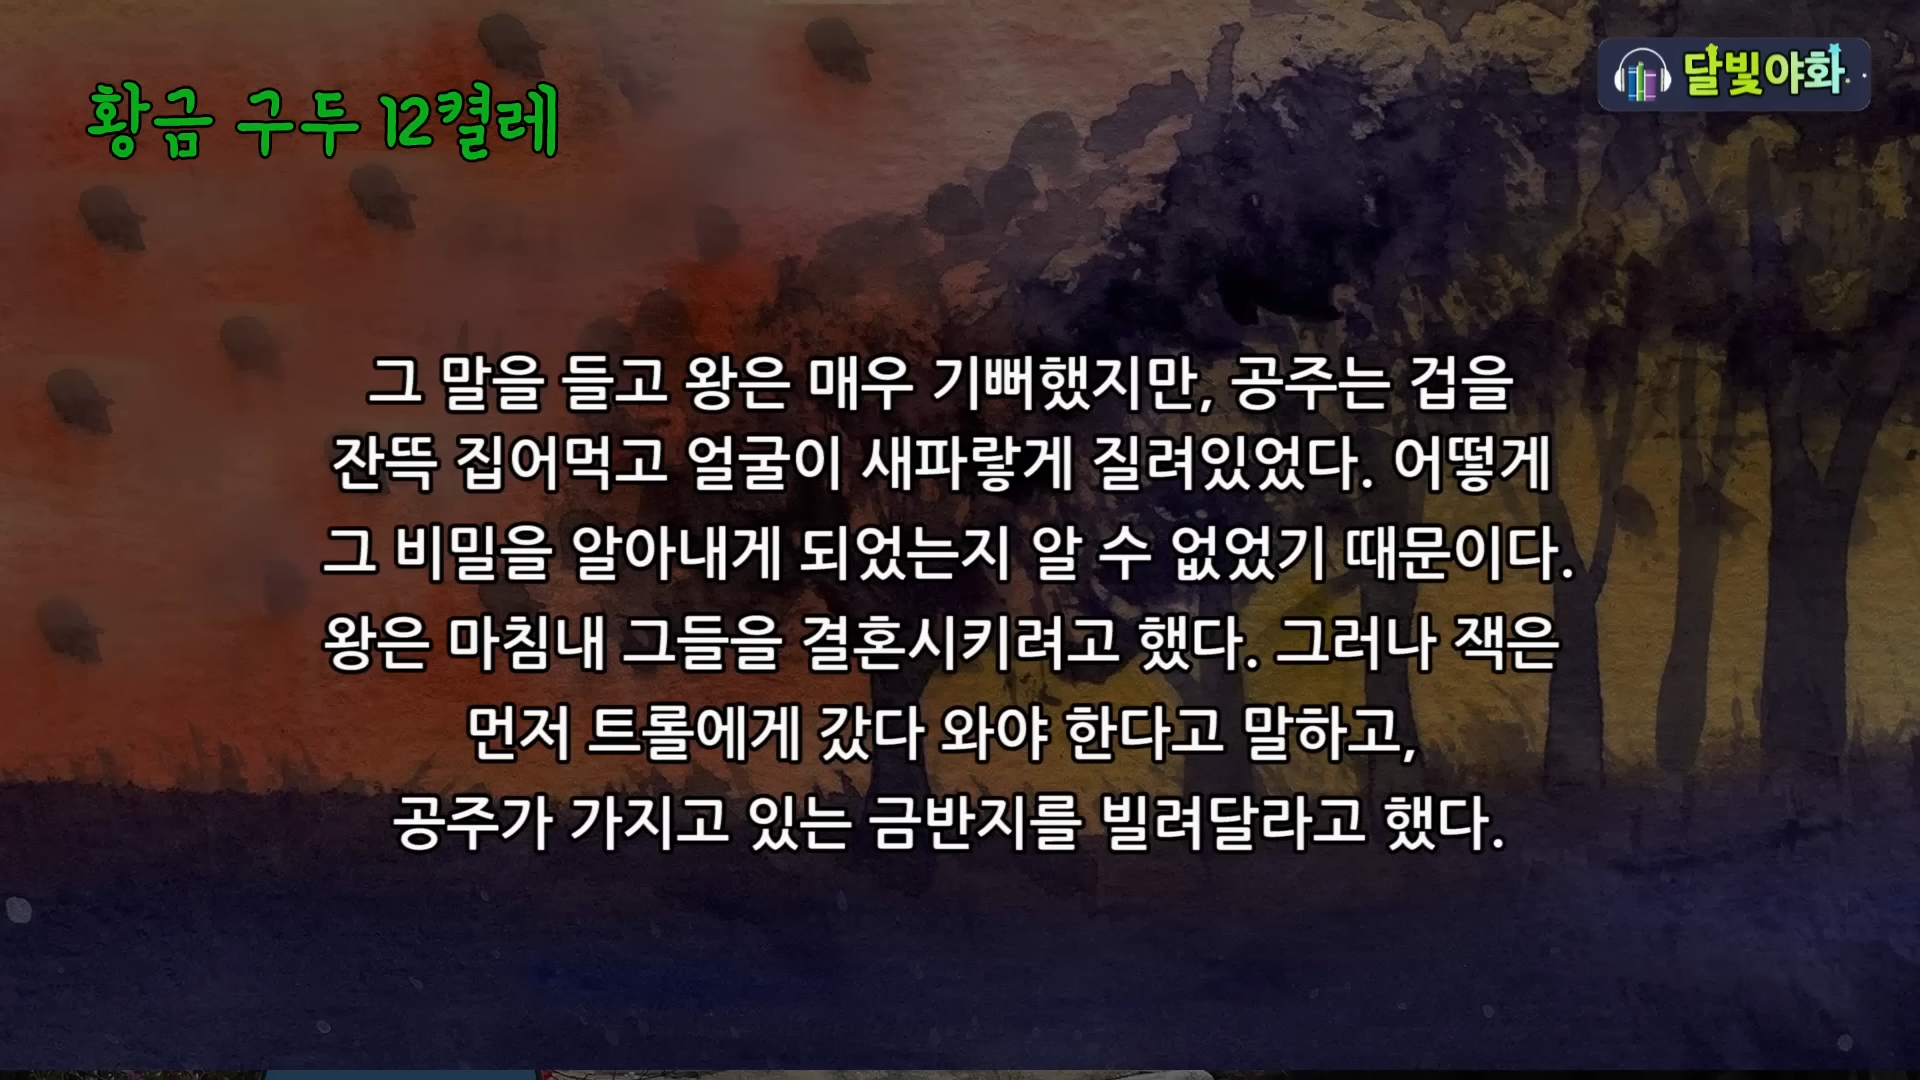 달빛야화
황금 구두 12켤레
그 말을 들고 왕은 매우 기뻐했지만, 공주는 겁을
잔뜩 집어먹고 얼굴이 새파랗게 질려있었다. 어떻게
그 비밀을 알아내게 되었는지 알 수 없었기 때문이다.
왕은 마침내 그들을 결혼시키려고 했다. 그러나 잭은
먼저 트롤에게 갔다 와야 한다고 말하고,
공주가 가지고 있는 금반지를 빌려달라고 했다.